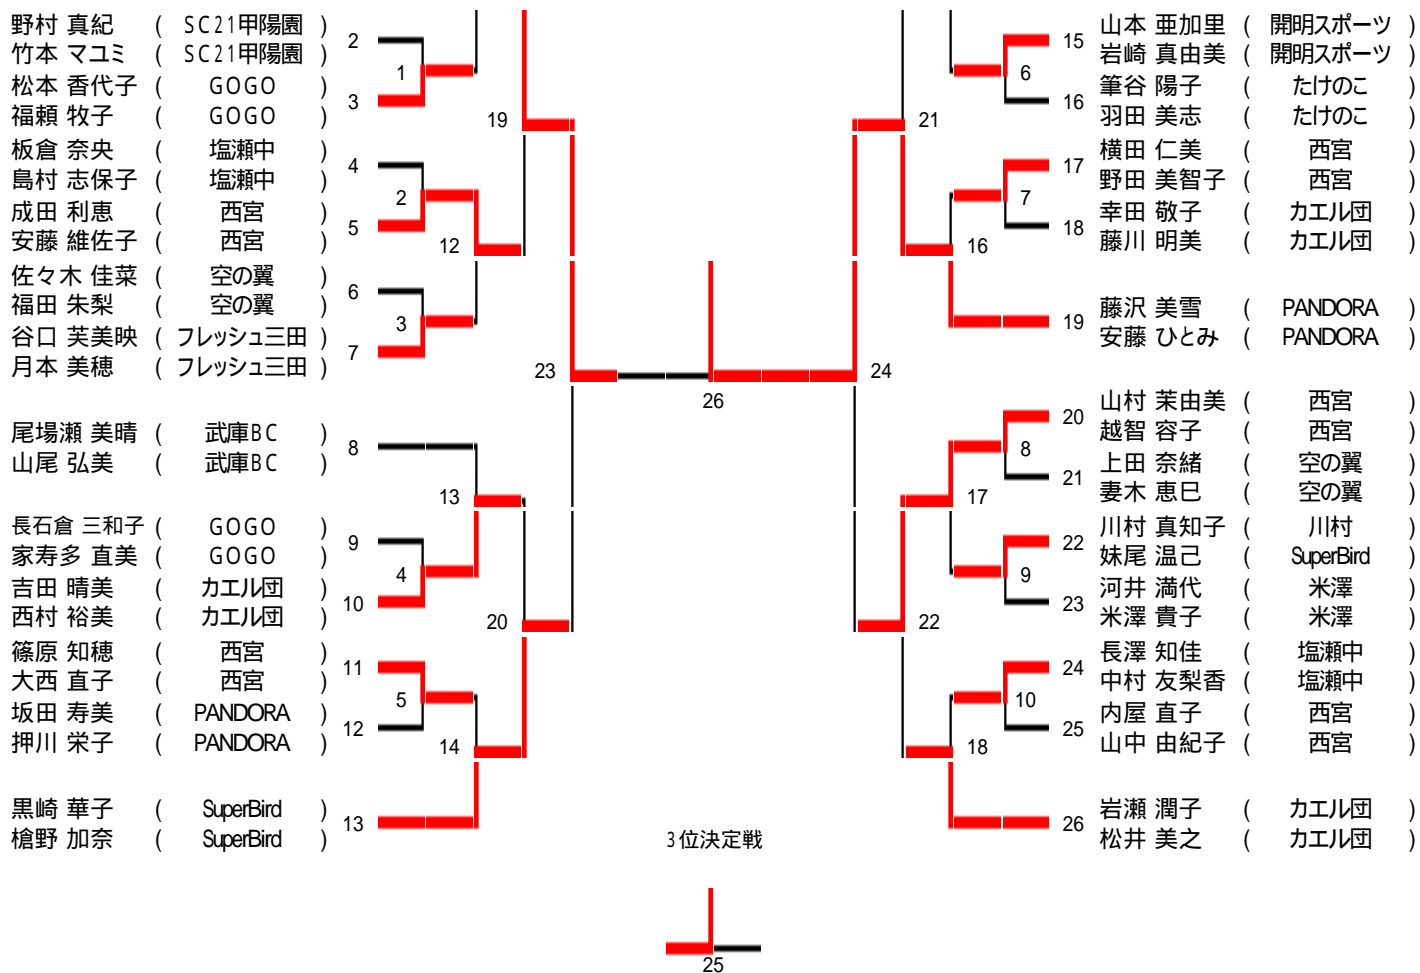 野村 真紀 ( SC21甲陽園 )
2
竹本 マユミ ( SC21甲陽園 )
1
松本 香代子 ( GOGO )
3
福頼 牧子 ( GOGO )
19
板倉 奈央 ( 塩瀬中 )
4
島村 志保子 ( 塩瀬中 )
2
成田 利恵 ( 西宮 )
5
安藤 維佐子 ( 西宮 )
12
佐々木 佳菜 ( 空の翼 )
6
福田 朱梨 ( 空の翼 )
3
谷口 芙美映 ( フレッシュ三田 )
7
月本 美穂 ( フレッシュ三田 )
23
尾場瀬 美晴 ( 武庫BC )
8
山尾 弘美 ( 武庫BC )
13
長石倉 三和子 ( GOGO )
9
家寿多 直美 ( GOGO )
4
吉田 晴美 ( カエル団 )
10
西村 裕美 ( カエル団 )
20
篠原 知穂 ( 西宮 )
11
大西 直子 ( 西宮 )
5
坂田 寿美 ( PANDORA )
12
押川 栄子 ( PANDORA )
14
黒崎 華子 ( SuperBird )
13
槍野 加奈 ( SuperBird )
26
3位決定戦
25
山本 亜加里 ( 開明スポーツ )
15
岩崎 真由美 ( 開明スポーツ )
6
筆谷 陽子 ( たけのこ )
16
羽田 美志 ( たけのこ )
21
横田 仁美 ( 西宮 )
17
野田 美智子 ( 西宮 )
7
幸田 敬子 ( カエル団 )
18
藤川 明美 ( カエル団 )
16
藤沢 美雪 ( PANDORA )
19
安藤 ひとみ ( PANDORA )
24
山村 茉由美 ( 西宮 )
20
越智 容子 ( 西宮 )
8
上田 奈緒 ( 空の翼 )
21
妻木 恵巳 ( 空の翼 )
17
川村 真知子 ( 川村 )
22
妹尾 温己 ( SuperBird )
9
河井 満代 ( 米澤 )
23
米澤 貴子 ( 米澤 )
22
長澤 知佳 ( 塩瀬中 )
24
中村 友梨香 ( 塩瀬中 )
10
内屋 直子 ( 西宮 )
25
山中 由紀子 ( 西宮 )
18
岩瀬 潤子 ( カエル団 )
26
松井 美之 ( カエル団 )